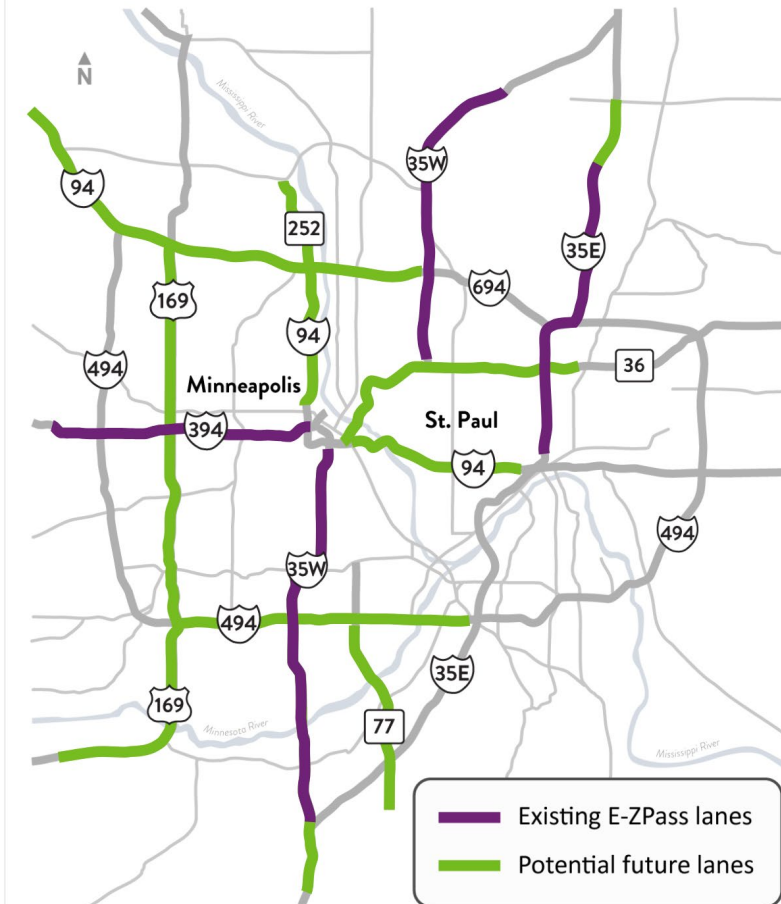 N
Mississippi River
35W
94
252
35E
169
694
94
494
Minneapolis
36
394
St. Paul
94
494
35W
494
35E
169
77
Minnesota River
Mississippi River
Existing E-ZPass lanes
Potential future lanes